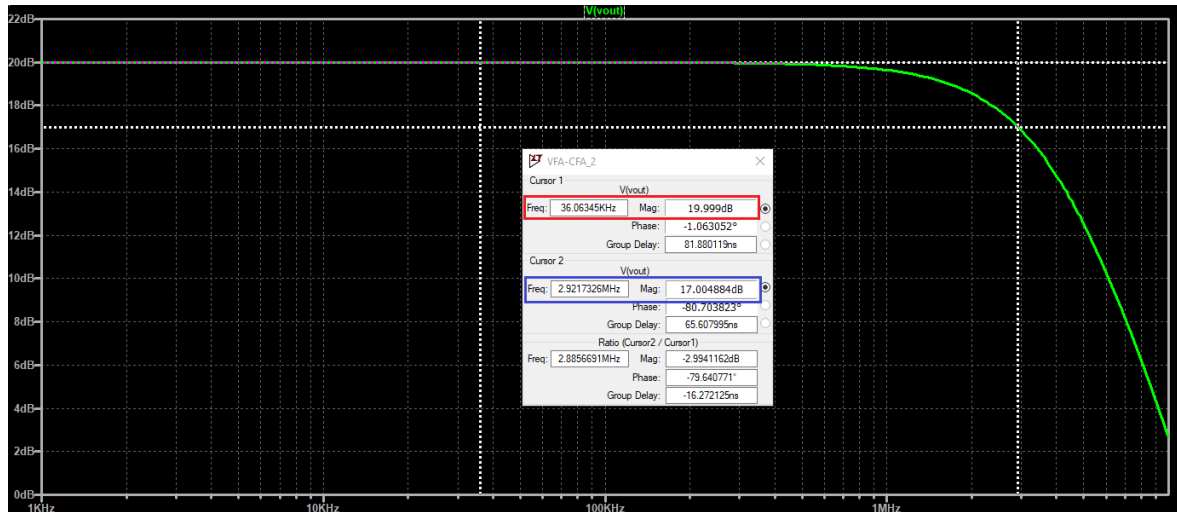 V(vout)
22dB
20dB
18dB
16dB
14dB
12dB
10dB
8dB
6dB
4dB
2dB
0dB
1KHz 10KHz 100KHz 1MHz
VFA-CFA_2
Cursor 1
V(vout)
Freq: 36.06345KHz Mag: 19.999dB
Phase: -1.063052°
Group Delay: 81.880119ns
Cursor 2
V(vout)
Freq: 2.9217326MHz Mag: 17.004884dB
Phase: -80.703823°
Group Delay: 65.607995ns
Ratio (Cursor2 / Cursor1)
Freq: 2.8856691MHz Mag: -2.9941162dB
Phase: -79.640771°
Group Delay: -16.272125ns